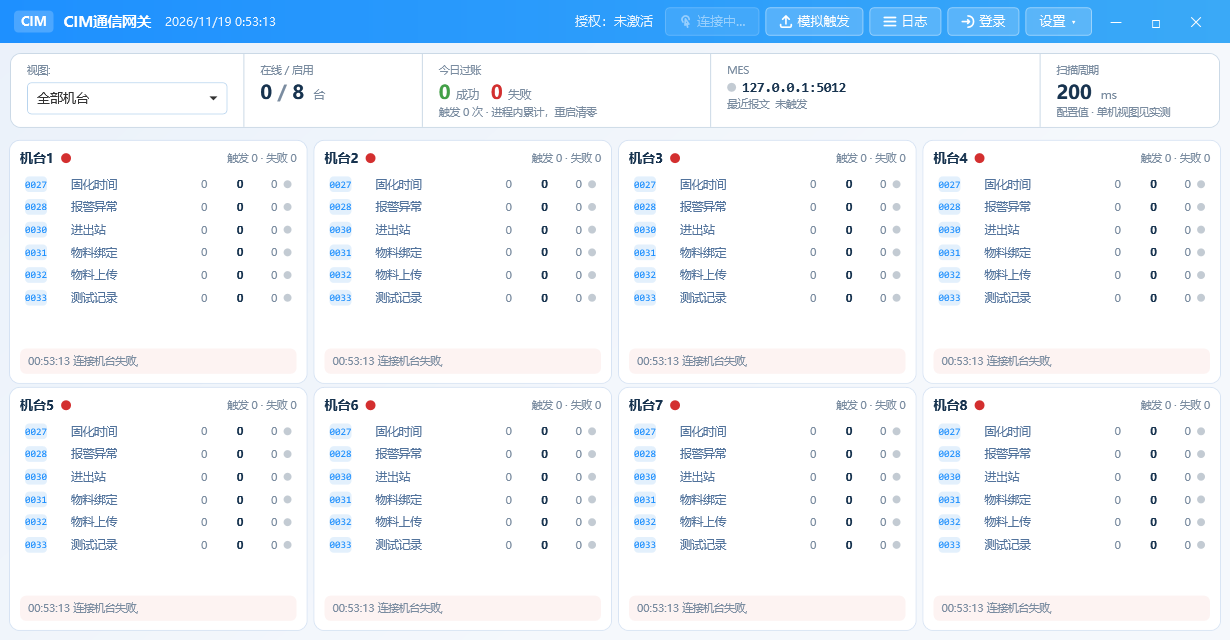 CIM CIM通信网关 2026/11/19 0:53:13 授权: 未激活 连接中... 模拟触发 日志 登录 设置
视图: 在线 / 启用 今日过账 MES 扫描周期
全部机台 0 / 8 台 0 成功 0 失败 127.0.0.1:5012 200 ms
触发 0 次 · 进程内累计，重启清零 最近报文 未触发 配置值 · 单机视图见实测
机台1 触发 0 · 失败 0
0027 固化时间 0 0 0
0028 报警异常 0 0 0
0030 进出站 0 0 0
0031 物料绑定 0 0 0
0032 物料上传 0 0 0
0033 测试记录 0 0 0
00:53:13 连接机台失败,
机台2 触发 0 · 失败 0
0027 固化时间 0 0 0
0028 报警异常 0 0 0
0030 进出站 0 0 0
0031 物料绑定 0 0 0
0032 物料上传 0 0 0
0033 测试记录 0 0 0
00:53:13 连接机台失败,
机台3 触发 0 · 失败 0
0027 固化时间 0 0 0
0028 报警异常 0 0 0
0030 进出站 0 0 0
0031 物料绑定 0 0 0
0032 物料上传 0 0 0
0033 测试记录 0 0 0
00:53:13 连接机台失败,
机台4 触发 0 · 失败 0
0027 固化时间 0 0 0
0028 报警异常 0 0 0
0030 进出站 0 0 0
0031 物料绑定 0 0 0
0032 物料上传 0 0 0
0033 测试记录 0 0 0
00:53:13 连接机台失败,
机台5 触发 0 · 失败 0
0027 固化时间 0 0 0
0028 报警异常 0 0 0
0030 进出站 0 0 0
0031 物料绑定 0 0 0
0032 物料上传 0 0 0
0033 测试记录 0 0 0
00:53:13 连接机台失败,
机台6 触发 0 · 失败 0
0027 固化时间 0 0 0
0028 报警异常 0 0 0
0030 进出站 0 0 0
0031 物料绑定 0 0 0
0032 物料上传 0 0 0
0033 测试记录 0 0 0
00:53:13 连接机台失败,
机台7 触发 0 · 失败 0
0027 固化时间 0 0 0
0028 报警异常 0 0 0
0030 进出站 0 0 0
0031 物料绑定 0 0 0
0032 物料上传 0 0 0
0033 测试记录 0 0 0
00:53:13 连接机台失败,
机台8 触发 0 · 失败 0
0027 固化时间 0 0 0
0028 报警异常 0 0 0
0030 进出站 0 0 0
0031 物料绑定 0 0 0
0032 物料上传 0 0 0
0033 测试记录 0 0 0
00:53:13 连接机台失败,